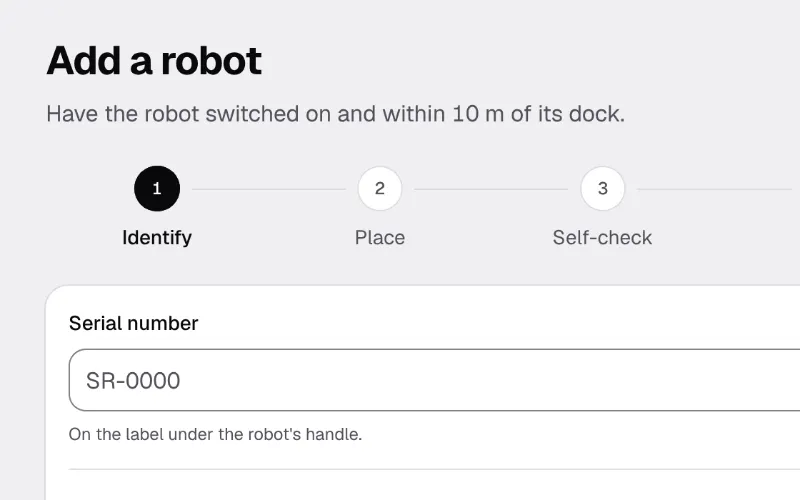 Add a robot
Have the robot switched on and within 10 m of its dock.
1
2
3
Identify
Place
Self-check
Serial number
SR-0000
On the label under the robot's handle.